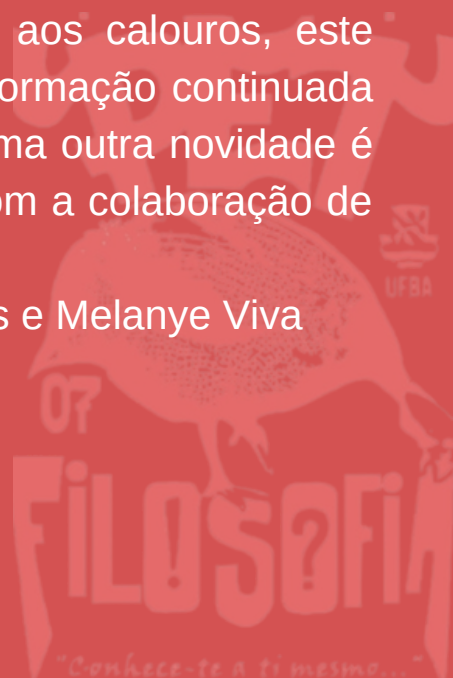 aos calouros, este
ormação continuada
ma outra novidade é
om a colaboração de
s e Melanye Viva
PET
UFBA
07
FiLOSOFIA
"Conhece-te a ti mesmo..."